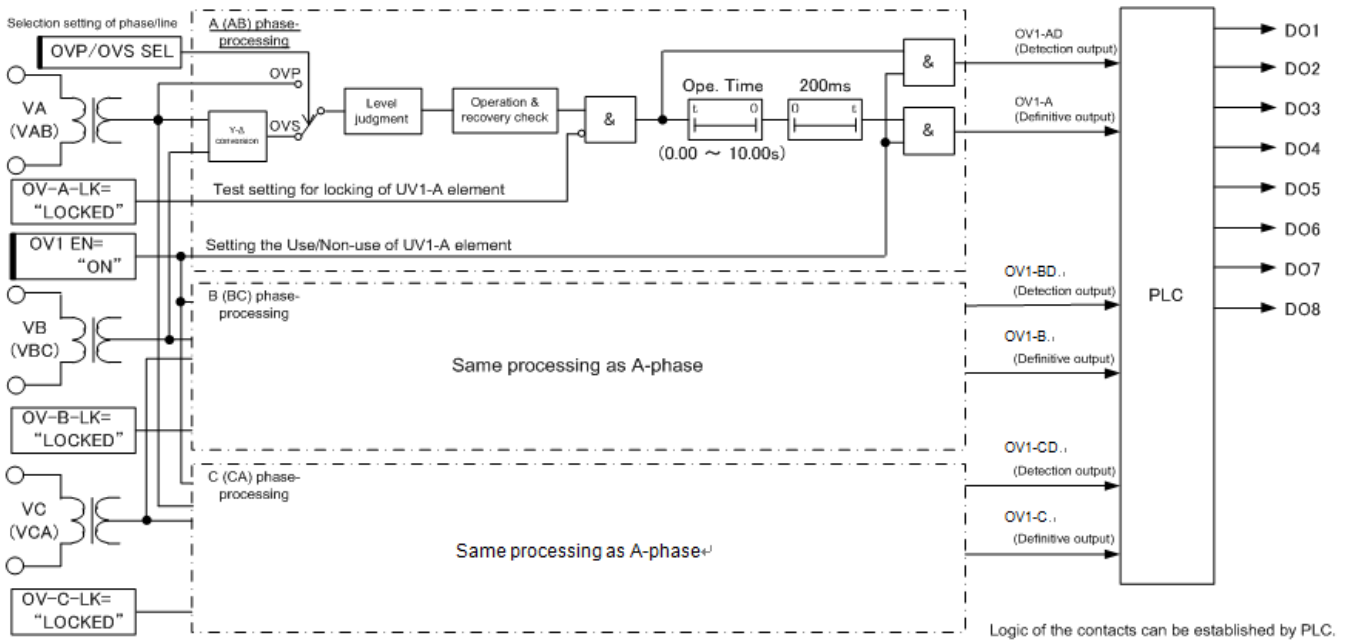 Selection setting of phase/line
OVP/OVS SEL
VA
(VAB)
OV-A-LK=
"LOCKED"
OV1 EN=
"ON"
VB
(VBC)
OV-B-LK=
"LOCKED"
VC
(VCA)
OV-C-LK=
"LOCKED"
A (AB) phase-
processing
OVP
Y-Δ
conversion
OVS
Level
judgment
Operation &
recovery check
&
Ope. Time
t 0
(0.00 ～ 10.00s)
200ms
0 t
&
&
Test setting for locking of UV1-A element
Setting the Use/Non-use of UV1-A element
B (BC) phase-
processing
Same processing as A-phase
C (CA) phase-
processing
Same processing as A-phase↵
OV1-AD
(Detection output)
OV1-A
(Definitive output)
OV1-BD
(Detection output)
OV1-B
(Definitive output)
OV1-CD
(Detection output)
OV1-C
(Definitive output)
PLC
DO1
DO2
DO3
DO4
DO5
DO6
DO7
DO8
Logic of the contacts can be established by PLC.